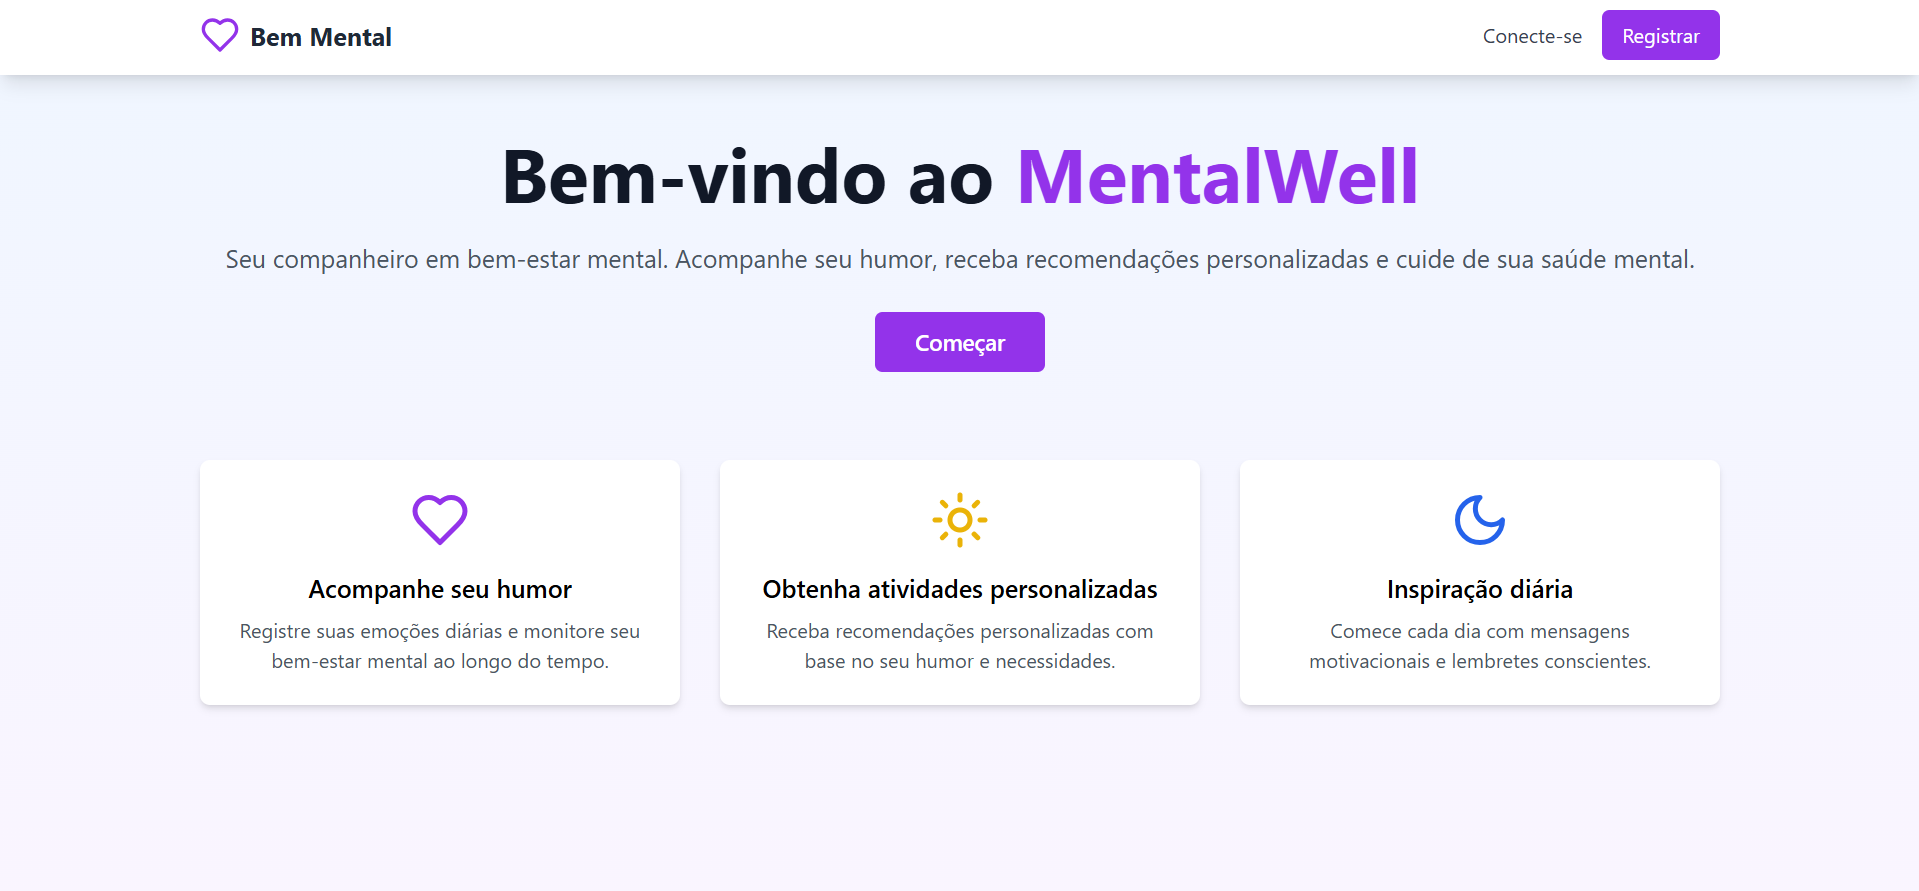 Bem Mental
Conecte-se
Registrar
Bem-vindo ao MentalWell
Seu companheiro em bem-estar mental. Acompanhe seu humor, receba recomendações personalizadas e cuide de sua saúde mental.
Começar
Acompanhe seu humor
Registre suas emoções diárias e monitore seu
bem-estar mental ao longo do tempo.
Obtenha atividades personalizadas
Receba recomendações personalizadas com
base no seu humor e necessidades.
Inspiração diária
Comece cada dia com mensagens
motivacionais e lembretes conscientes.